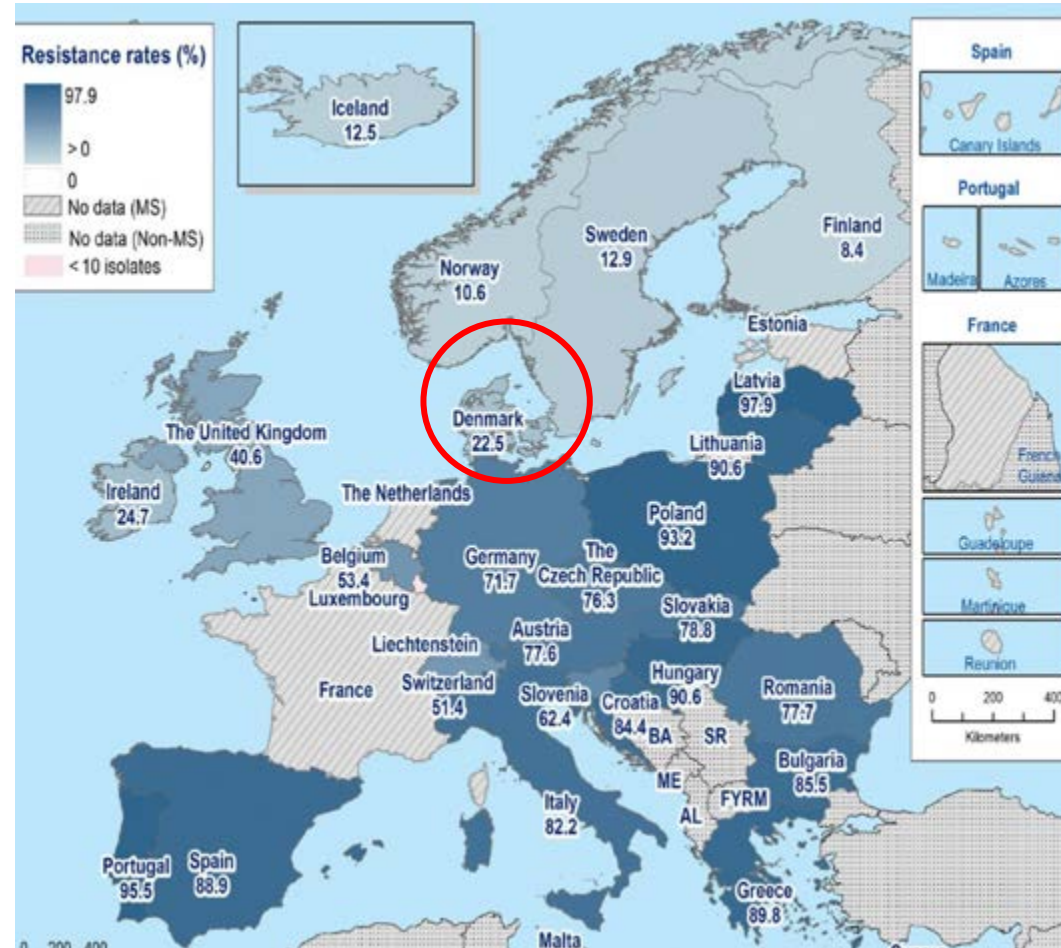 Resistance rates (%)
97.9
> 0
0
No data (MS)
No data (Non-MS)
< 10 isolates
Iceland
12.5
Norway
10.6
Sweden
12.9
Finland
8.4
Estonia
Latvia
97.9
Lithuania
90.6
Denmark
22.5
The United Kingdom
40.6
Ireland
24.7
The Netherlands
Belgium
53.4
Luxembourg
Germany
71.7
Poland
93.2
The
Czech Republic
76.3
Slovakia
78.8
Austria
77.6
Liechtenstein
Switzerland
51.4
France
Slovenia
62.4
Croatia
84.4
Hungary
90.6
Romania
77.7
BA
SR
Bulgaria
85.5
ME
FYRM
AL
Italy
82.2
Portugal
95.5
Spain
88.9
Greece
89.8
Malta
0 200 400
Spain
Canary Islands
Portugal
Madeira
Azores
France
French
Guiana
Guadeloupe
Martinique
Reunion
0 200 400
Kilometers